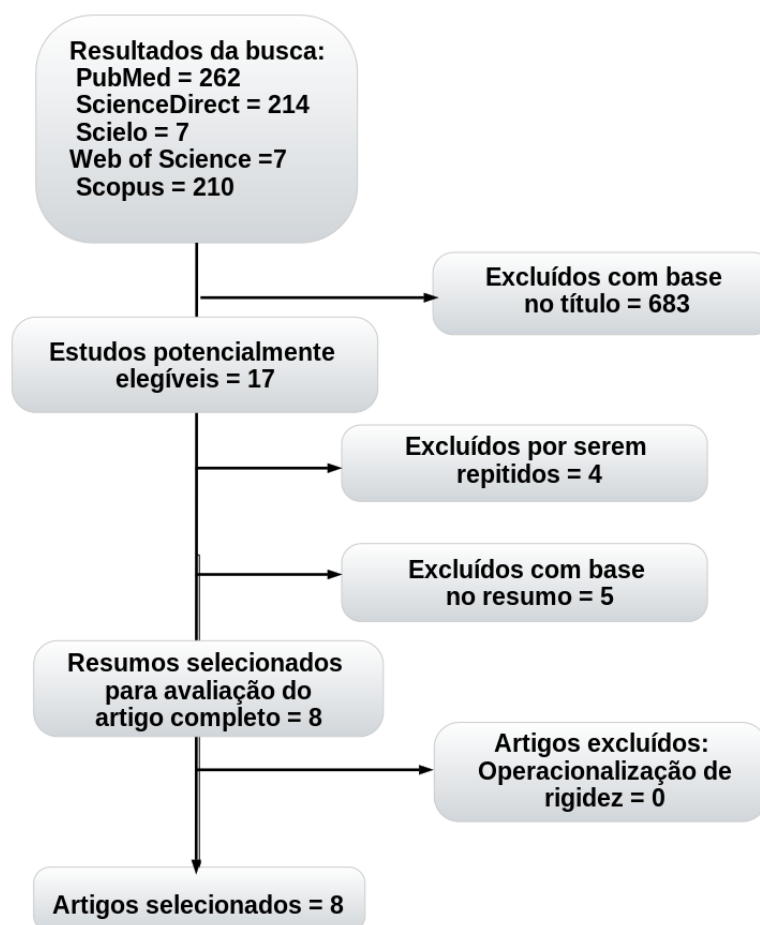 Resultados da busca:
PubMed = 262
ScienceDirect = 214
Scielo = 7
Web of Science =7
Scopus = 210
Excluídos com base
no título = 683
Estudos potencialmente
elegíveis = 17
Excluídos por serem
repitidos = 4
Excluídos com base
no resumo = 5
Resumos selecionados
para avaliação do
artigo completo = 8
Artigos excluídos:
Operacionalização de
rigidez = 0
Artigos selecionados = 8